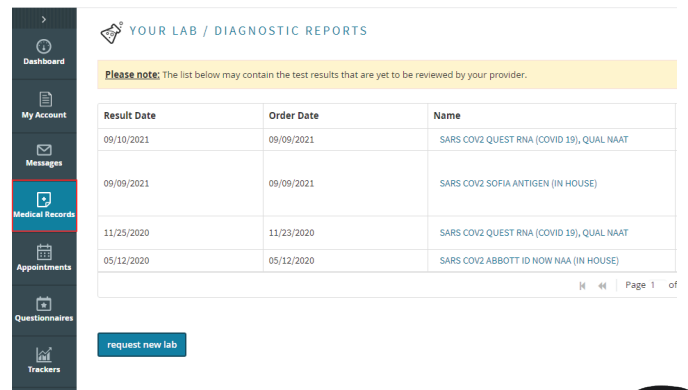 YOUR LAB / DIAGNOSTIC REPORTS
Dashboard
Please note: The list below may contain the test results that are yet to be reviewed by your provider.
My Account
Result Date Order Date Name
09/10/2021 09/09/2021 SARS COV2 QUEST RNA (COVID 19), QUAL NAAT
Messages
09/09/2021 09/09/2021 SARS COV2 SOFIA ANTIGEN (IN HOUSE)
Medical Records
11/25/2020 11/23/2020 SARS COV2 QUEST RNA (COVID 19), QUAL NAAT
05/12/2020 05/12/2020 SARS COV2 ABBOTT ID NOW NAA (IN HOUSE)
Appointments
Page 1 of
Questionnaires
request new lab
Trackers